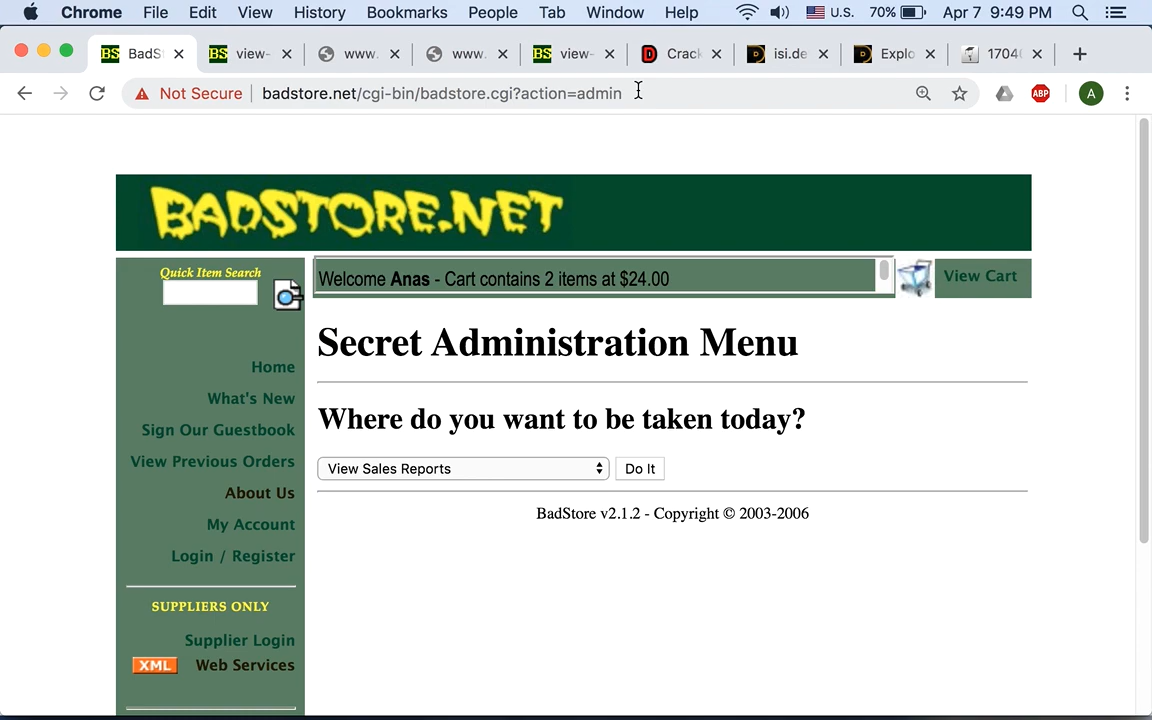 Chrome File Edit View History Bookmarks People Tab Window Help U.S. 70% Apr 7 9:49 PM
BS BadS BS view- www. www. BS view- D Crack isi.de Explo 1704
Not Secure badstore.net/cgi-bin/badstore.cgi?action=admin ABP A
BADSTORE.NET
Quick Item Search
Welcome Anas - Cart contains 2 items at $24.00
View Cart
Secret Administration Menu
Where do you want to be taken today?
View Sales Reports Do It
BadStore v2.1.2 - Copyright © 2003-2006
Home
What's New
Sign Our Guestbook
View Previous Orders
About Us
My Account
Login / Register
SUPPLIERS ONLY
Supplier Login
XML Web Services